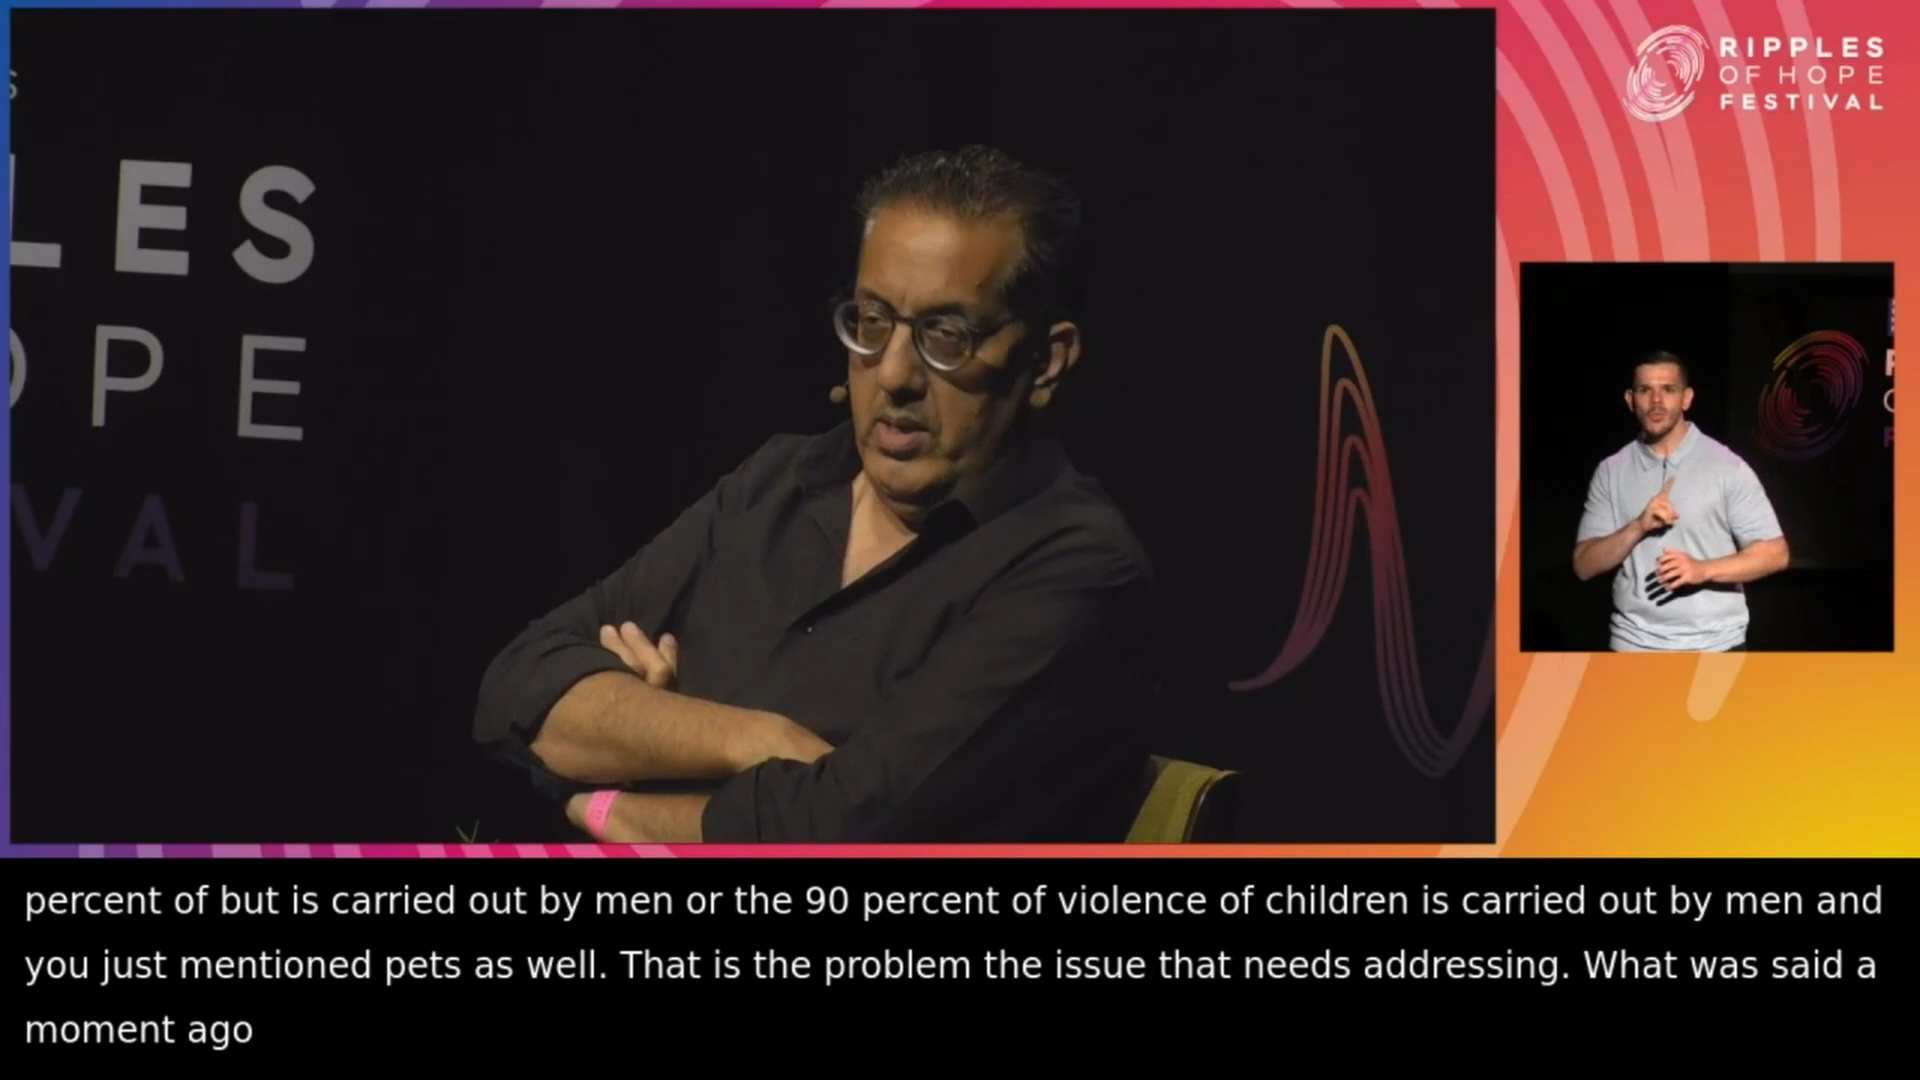 S
LES
OPE
VAL
RIPPLES
OF HOPE
FESTIVAL
percent of but is carried out by men or the 90 percent of violence of children is carried out by men and
you just mentioned pets as well. That is the problem the issue that needs addressing. What was said a
moment ago